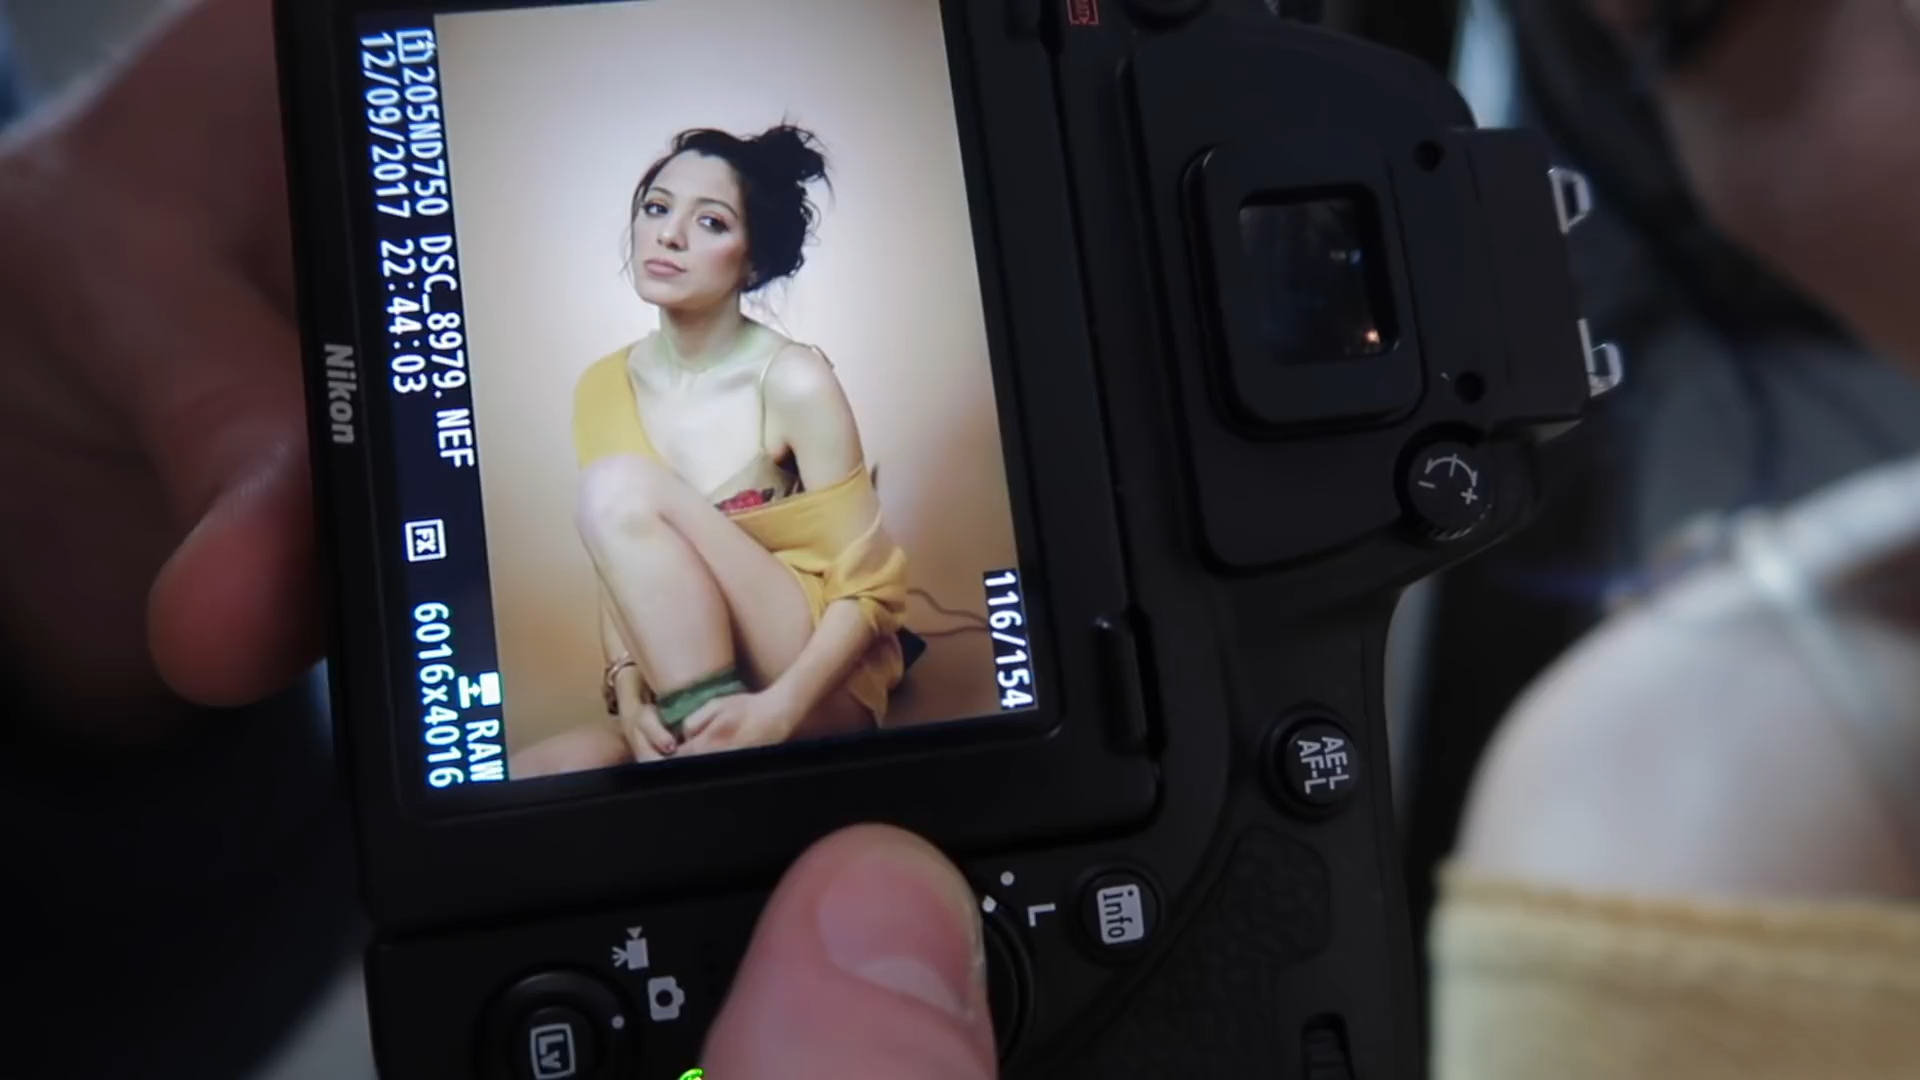 116/154
1 205ND750 DSC_8979.NEF
12/09/2017 22:44:03
RAW
FX 6016x4016
Nikon
AE-L
AF-L
L
info
Lv